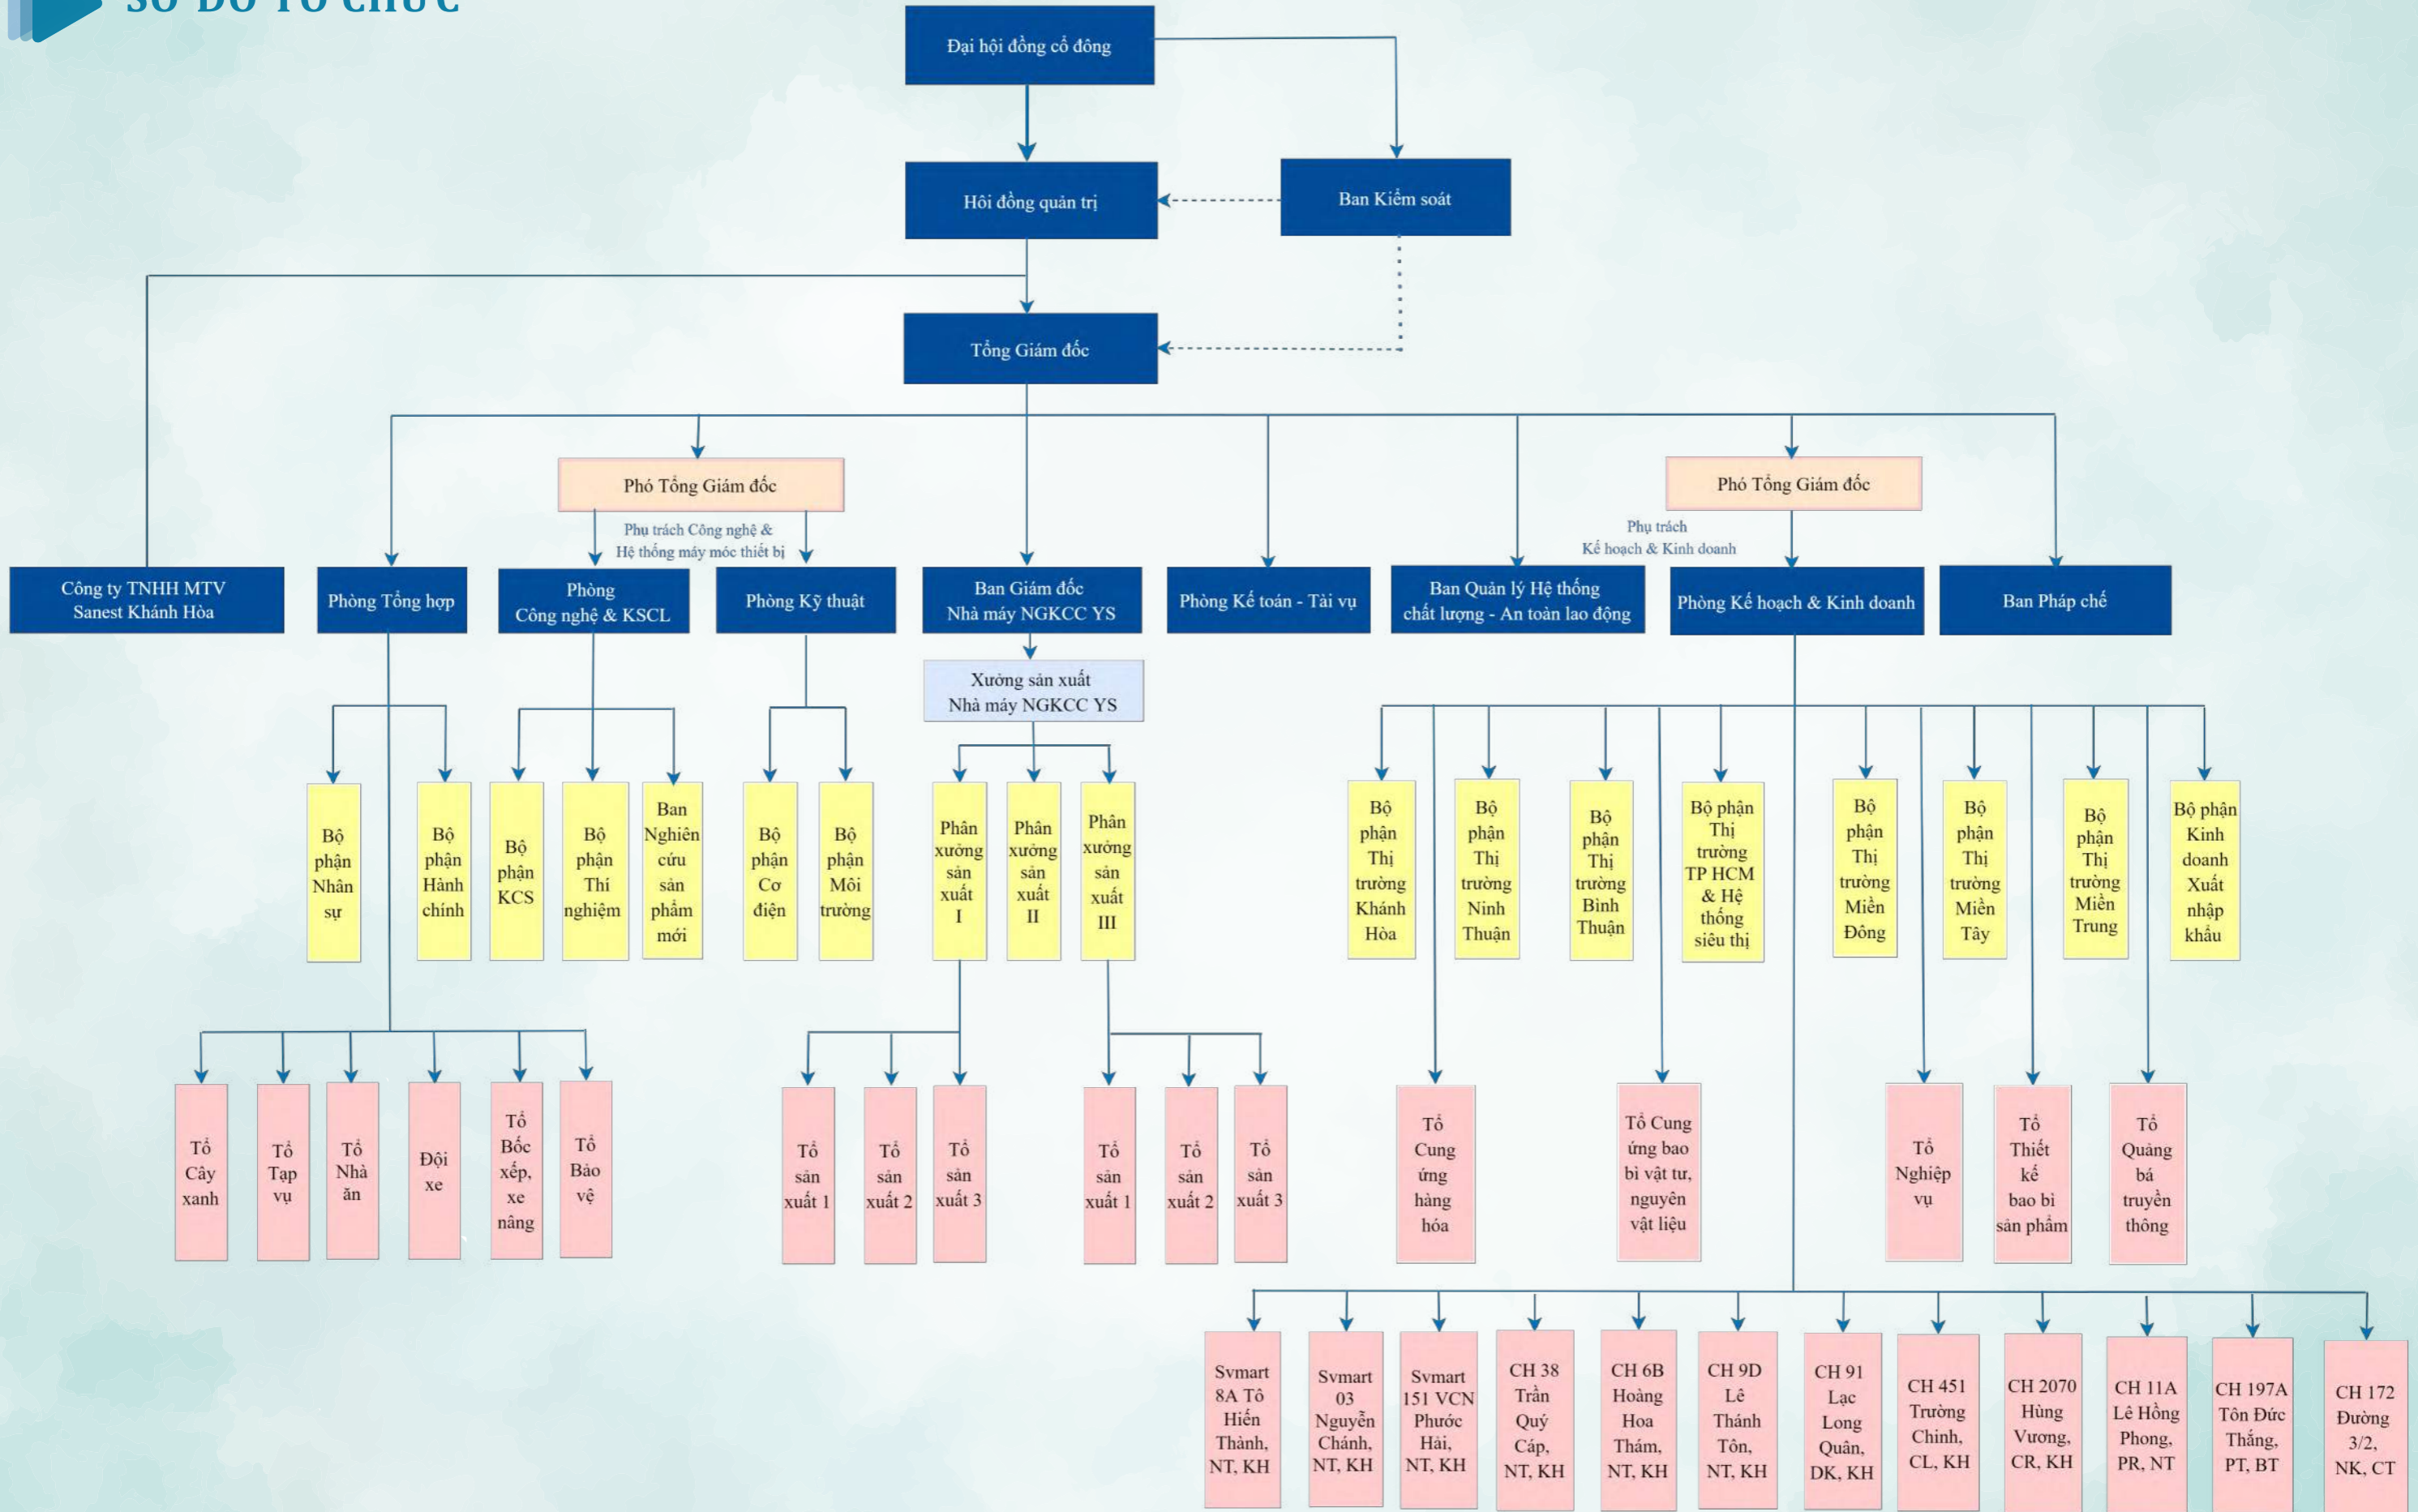 SƠ ĐỒ TỔ CHỨC
Đại hội đồng cổ đông
Hôi đồng quản trị
Ban Kiểm soát
Tổng Giám đốc
Phó Tổng Giám đốc
Phụ trách Công nghệ &
Hệ thống máy móc thiết bị
Phó Tổng Giám đốc
Phụ trách
Kế hoạch & Kinh doanh
Công ty TNHH MTV
Sanest Khánh Hòa
Phòng Tổng hợp
Phòng
Công nghệ & KSCL
Phòng Kỹ thuật
Ban Giám đốc
Nhà máy NGKCC YS
Phòng Kế toán - Tài vụ
Ban Quản lý Hệ thống
chất lượng - An toàn lao động
Phòng Kế hoạch & Kinh doanh
Ban Pháp chế
Xưởng sản xuất
Nhà máy NGKCC YS
Bộ
phận
Nhân
sự
Bộ
phận
Hành
chính
Bộ
phận
KCS
Bộ
phận
Thí
nghiệm
Ban
Nghiên
cứu
sản
phẩm
mới
Bộ
phận
Cơ
điện
Bộ
phận
Môi
trường
Phân
xưởng
sản
xuất
I
Phân
xưởng
sản
xuất
II
Phân
xưởng
sản
xuất
III
Bộ
phận
Thị
trường
Khánh
Hòa
Bộ
phận
Thị
trường
Ninh
Thuận
Bộ
phận
Thị
trường
Bình
Thuận
Bộ phận
Thị
trường
TP HCM
& Hệ
thống
siêu thị
Bộ
phận
Thị
trường
Miền
Đông
Bộ
phận
Thị
trường
Miền
Tây
Bộ
phận
Thị
trường
Miền
Trung
Bộ phận
Kinh
doanh
Xuất
nhập
khẩu
Tổ
Cây
xanh
Tổ
Tạp
vụ
Tổ
Nhà
ăn
Đội
xe
Tổ
Bốc
xếp,
xe
nâng
Tổ
Bảo
vệ
Tổ
sản
xuất 1
Tổ
sản
xuất 2
Tổ
sản
xuất 3
Tổ
sản
xuất 1
Tổ
sản
xuất 2
Tổ
sản
xuất 3
Tổ
Cung
ứng
hàng
hóa
Tổ Cung
ứng bao
bì vật tư,
nguyên
vật liệu
Tổ
Nghiệp
vụ
Tổ
Thiết
kế
bao bì
sản phẩm
Tổ
Quảng
bá
truyền
thông
Svmart
8A Tô
Hiến
Thành,
NT, KH
Svmart
03
Nguyễn
Chánh,
NT, KH
Svmart
151 VCN
Phước
Hải,
NT, KH
CH 38
Trần
Quý
Cáp,
NT, KH
CH 6B
Hoàng
Hoa
Thám,
NT, KH
CH 9D
Lê
Thánh
Tôn,
NT, KH
CH 91
Lạc
Long
Quân,
DK, KH
CH 451
Trường
Chinh,
CL, KH
CH 2070
Hùng
Vương,
CR, KH
CH 11A
Lê Hồng
Phong,
PR, NT
CH 197A
Tôn Đức
Thắng,
PT, BT
CH 172
Đường
3/2,
NK, CT